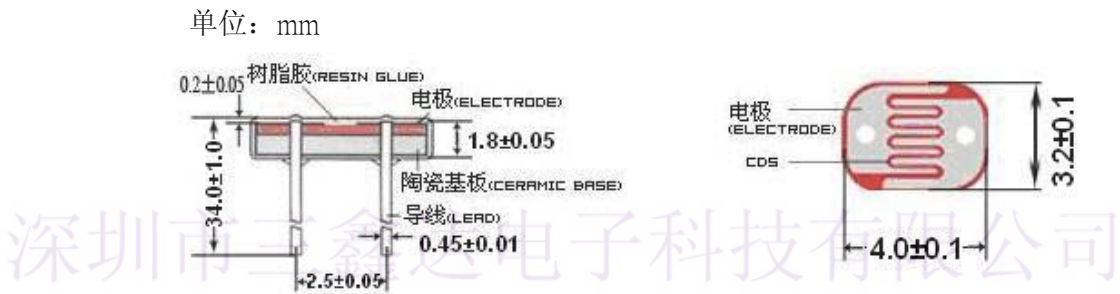 单位：mm
0.2±0.05
树脂胶(RESIN GLUE)
电极(ELECTRODE)
1.8±0.05
34.0±1.0
陶瓷基板(CERAMIC BASE)
导线(LEAD)
0.45±0.01
2.5±0.05
电极
(ELECTRODE)
CDS
3.2±0.1
4.0±0.1
深圳市三鑫达电子科技有限公司